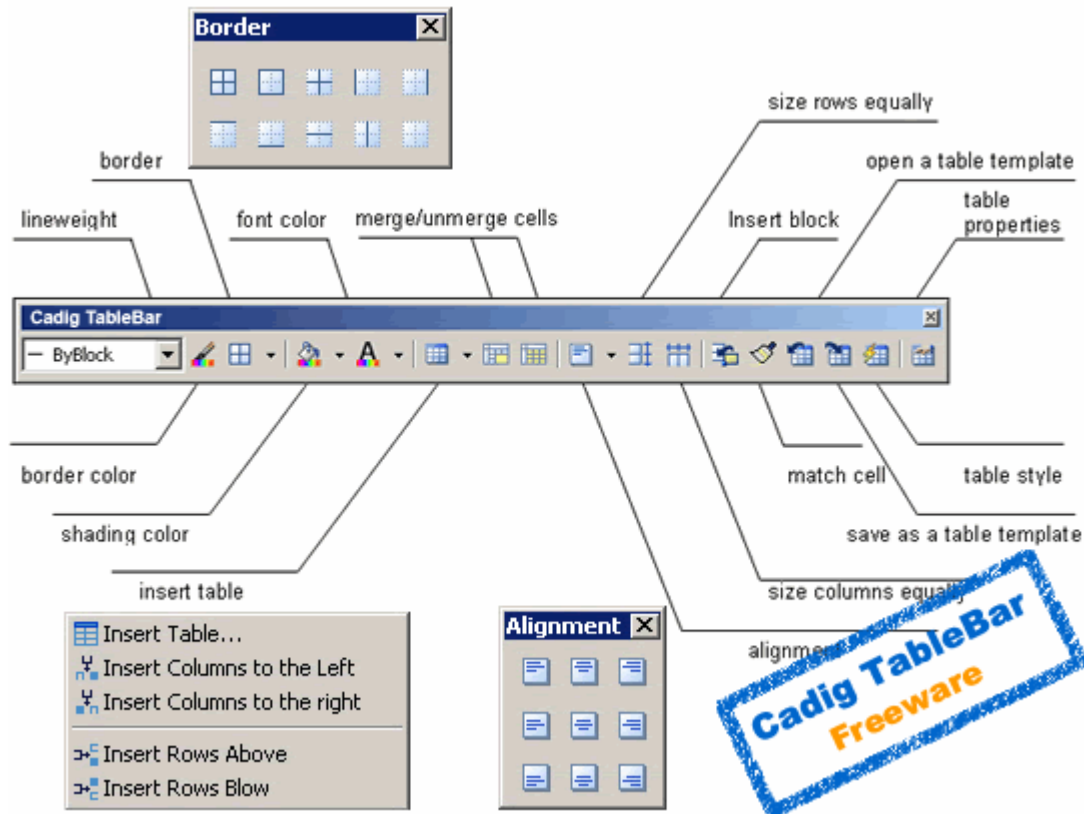 Border
size rows equally
border
open a table template
lineweight
font color
merge/unmerge cells
Insert block
table
properties
Cadig TableBar
ByBlock
A
border color
match cell
table style
shading color
save as a table template
insert table
size columns equally
alignment
Insert Table...
Insert Columns to the Left
Insert Columns to the right
Insert Rows Above
Insert Rows Blow
Alignment
Cadig TableBar
Freeware